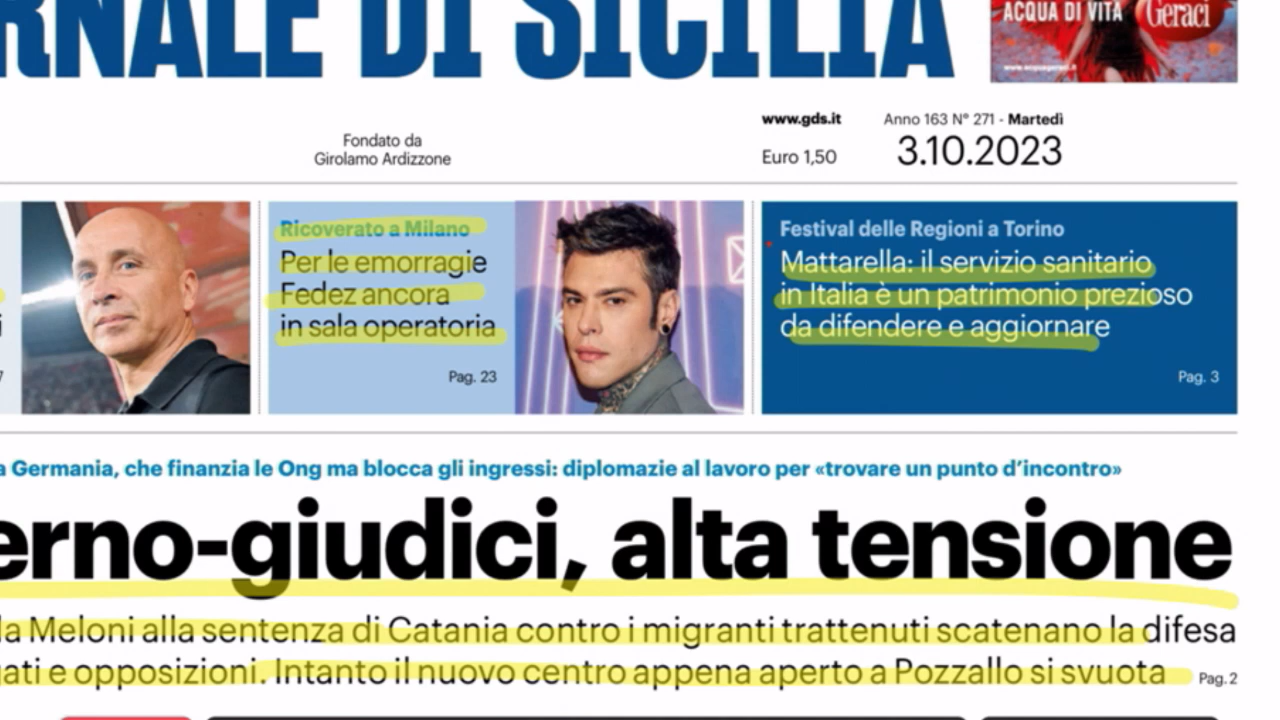 RNALE DI SICILIA
ACQUA DI VITA
Geraci
www.acquageraci.it
Fondato da
Girolamo Ardizzone
www.gds.it
Anno 163 N° 271 - Martedì
Euro 1,50
3.10.2023
Ricoverato a Milano
Per le emorragie
Fedez ancora
in sala operatoria
Pag. 23
Festival delle Regioni a Torino
Mattarella: il servizio sanitario
in Italia è un patrimonio prezioso
da difendere e aggiornare
Pag. 3
a Germania, che finanzia le Ong ma blocca gli ingressi: diplomazie al lavoro per «trovare un punto d'incontro»
erno-giudici, alta tensione
la Meloni alla sentenza di Catania contro i migranti trattenuti scatenano la difesa
gati e opposizioni. Intanto il nuovo centro appena aperto a Pozzallo si svuota
Pag. 2